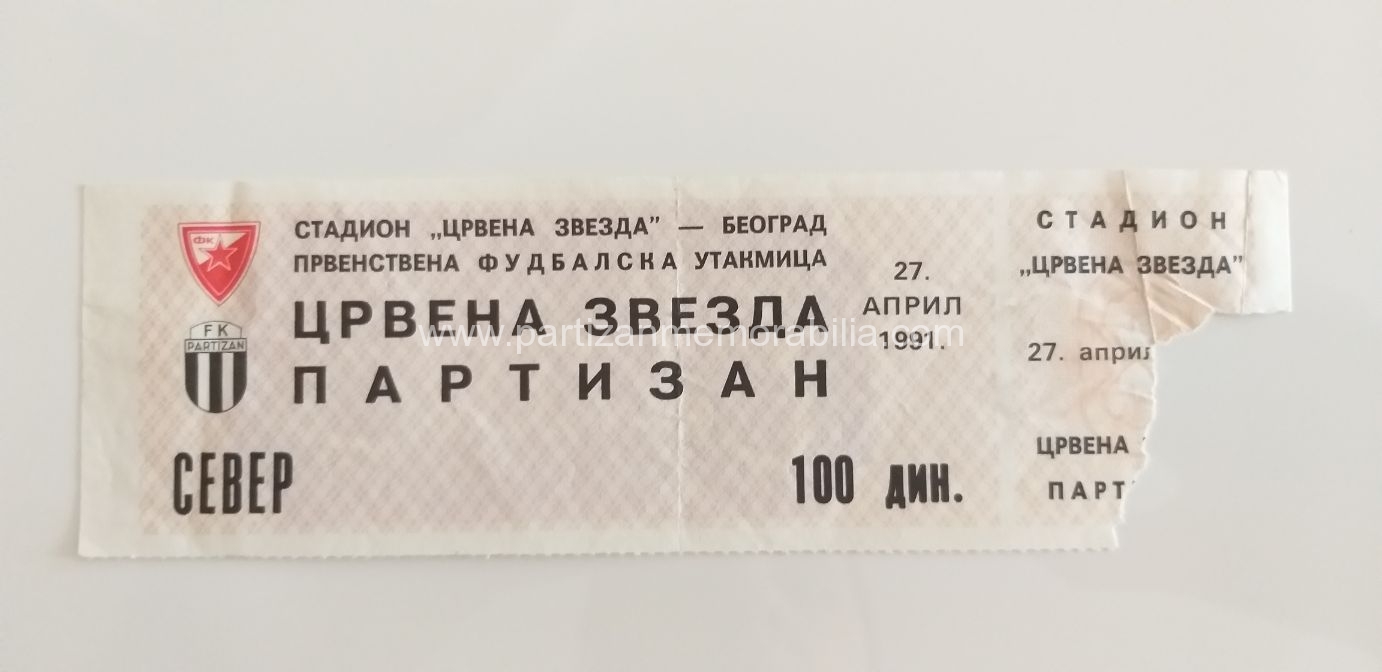 СТАДИОН „ЦРВЕНА ЗВЕЗДА” — БЕОГРАД
ПРВЕНСТВЕНА ФУДБАЛСКА УТАКМИЦА
ЦРВЕНА ЗВЕЗДА
ПАРТИЗАН
27.
АПРИЛ
1991.
СЕВЕР
100 ДИН.
ФК
FK
PARTIZAN
www.partizanmemorabilia.com
СТАДИОН
„ЦРВЕНА ЗВЕЗДА”
27. април
ЦРВЕНА
ПАРТ